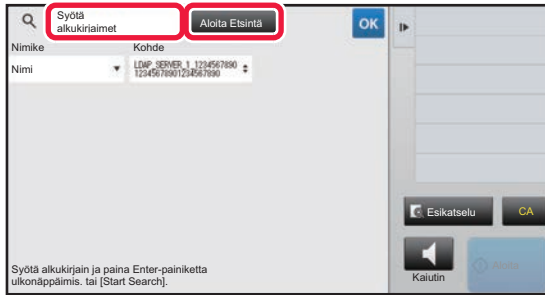 Syötä
alkukirjaimet
Aloita Etsintä
OK
Nimike
Kohde
Nimi
LDAP_SERVER_1_1234567890
12345678901234567890
Esikatselu
CA
Syötä alkukirjain ja paina Enter-painiketta
ulkonäppäimis. tai [Start Search].
Kaiutin
Aloita